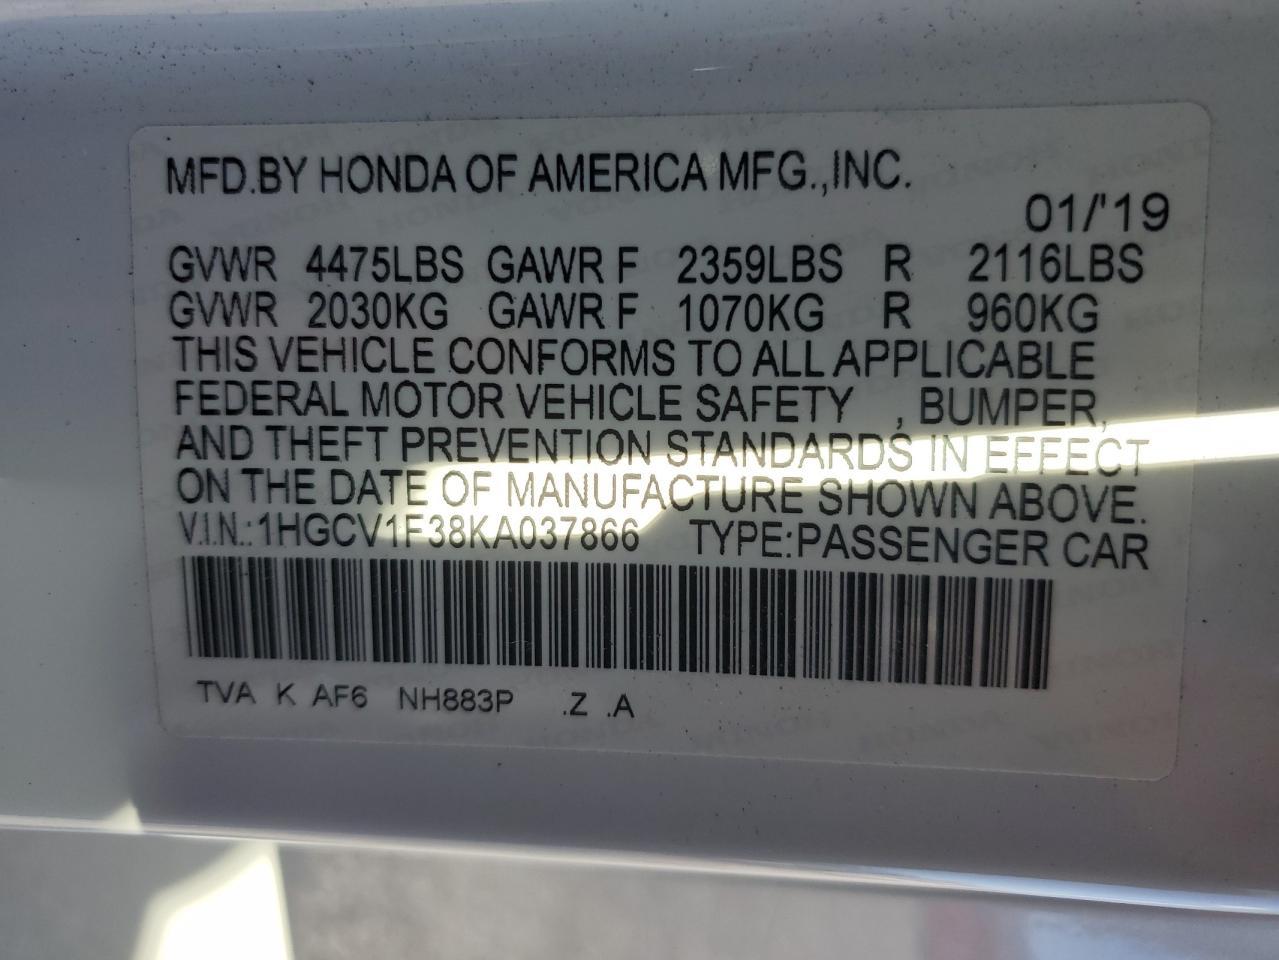 MFD.BY HONDA OF AMERICA MFG.,INC.
01/'19
GVWR 4475LBS GAWR F 2359LBS R 2116LBS
GVWR 2030KG GAWR F 1070KG R 960KG
THIS VEHICLE CONFORMS TO ALL APPLICABLE
FEDERAL MOTOR VEHICLE SAFETY , BUMPER,
AND THEFT PREVENTION STANDARDS IN EFFECT
ON THE DATE OF MANUFACTURE SHOWN ABOVE.
V.I.N.: 1HGCV1F38KA037866 TYPE:PASSENGER CAR
TVA K AF6 NH883P .Z .A